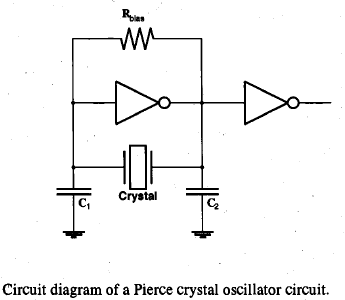 Rbias
Crystal
C1
C2
Circuit diagram of a Pierce crystal oscillator circuit.